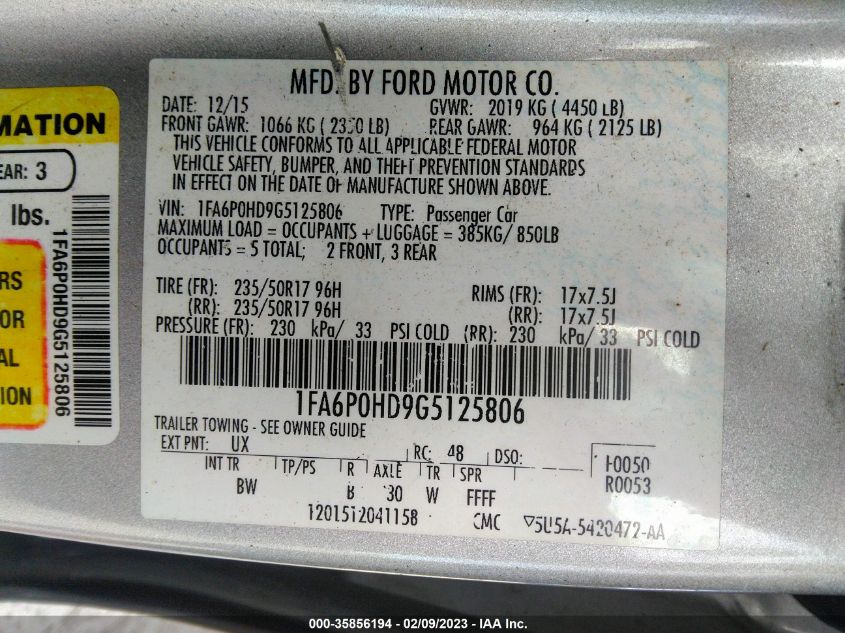 MATION
EAR: 3
lbs.
RS
OR
AL
TION
1FA6P0HD9G5125806
MFD. BY FORD MOTOR CO.
DATE: 12/15 GVWR: 2019 KG ( 4450 LB)
FRONT GAWR: 1066 KG ( 2350 LB) REAR GAWR: 964 KG ( 2125 LB)
THIS VEHICLE CONFORMS TO ALL APPLICABLE FEDERAL MOTOR
VEHICLE SAFETY, BUMPER, AND THEFT PREVENTION STANDARDS
IN EFFECT ON THE DATE OF MANUFACTURE SHOWN ABOVE.
VIN: 1FA6P0HD9G5125806 TYPE: Passenger Car
MAXIMUM LOAD = OCCUPANTS + LUGGAGE = 385KG/ 850LB
OCCUPANTS = 5 TOTAL; 2 FRONT, 3 REAR
TIRE (FR): 235/50R17 96H RIMS (FR): 17x7.5J
(RR): 235/50R17 96H (RR): 17x7.5J
PRESSURE (FR): 230 kPa/ 33 PSI COLD (RR): 230 kPa/ 33 PSI COLD
1FA6P0HD9G5125806
TRAILER TOWING - SEE OWNER GUIDE
EXT PNT: UX RC: 48 DSO:
INT TR TP/PS R AXLE TR SPR
BW B 30 W FFFF
F0050
R0053
1201512041158 CMC 5U5A-5420472-AA
000-35856194 - 02/09/2023 - IAA Inc.